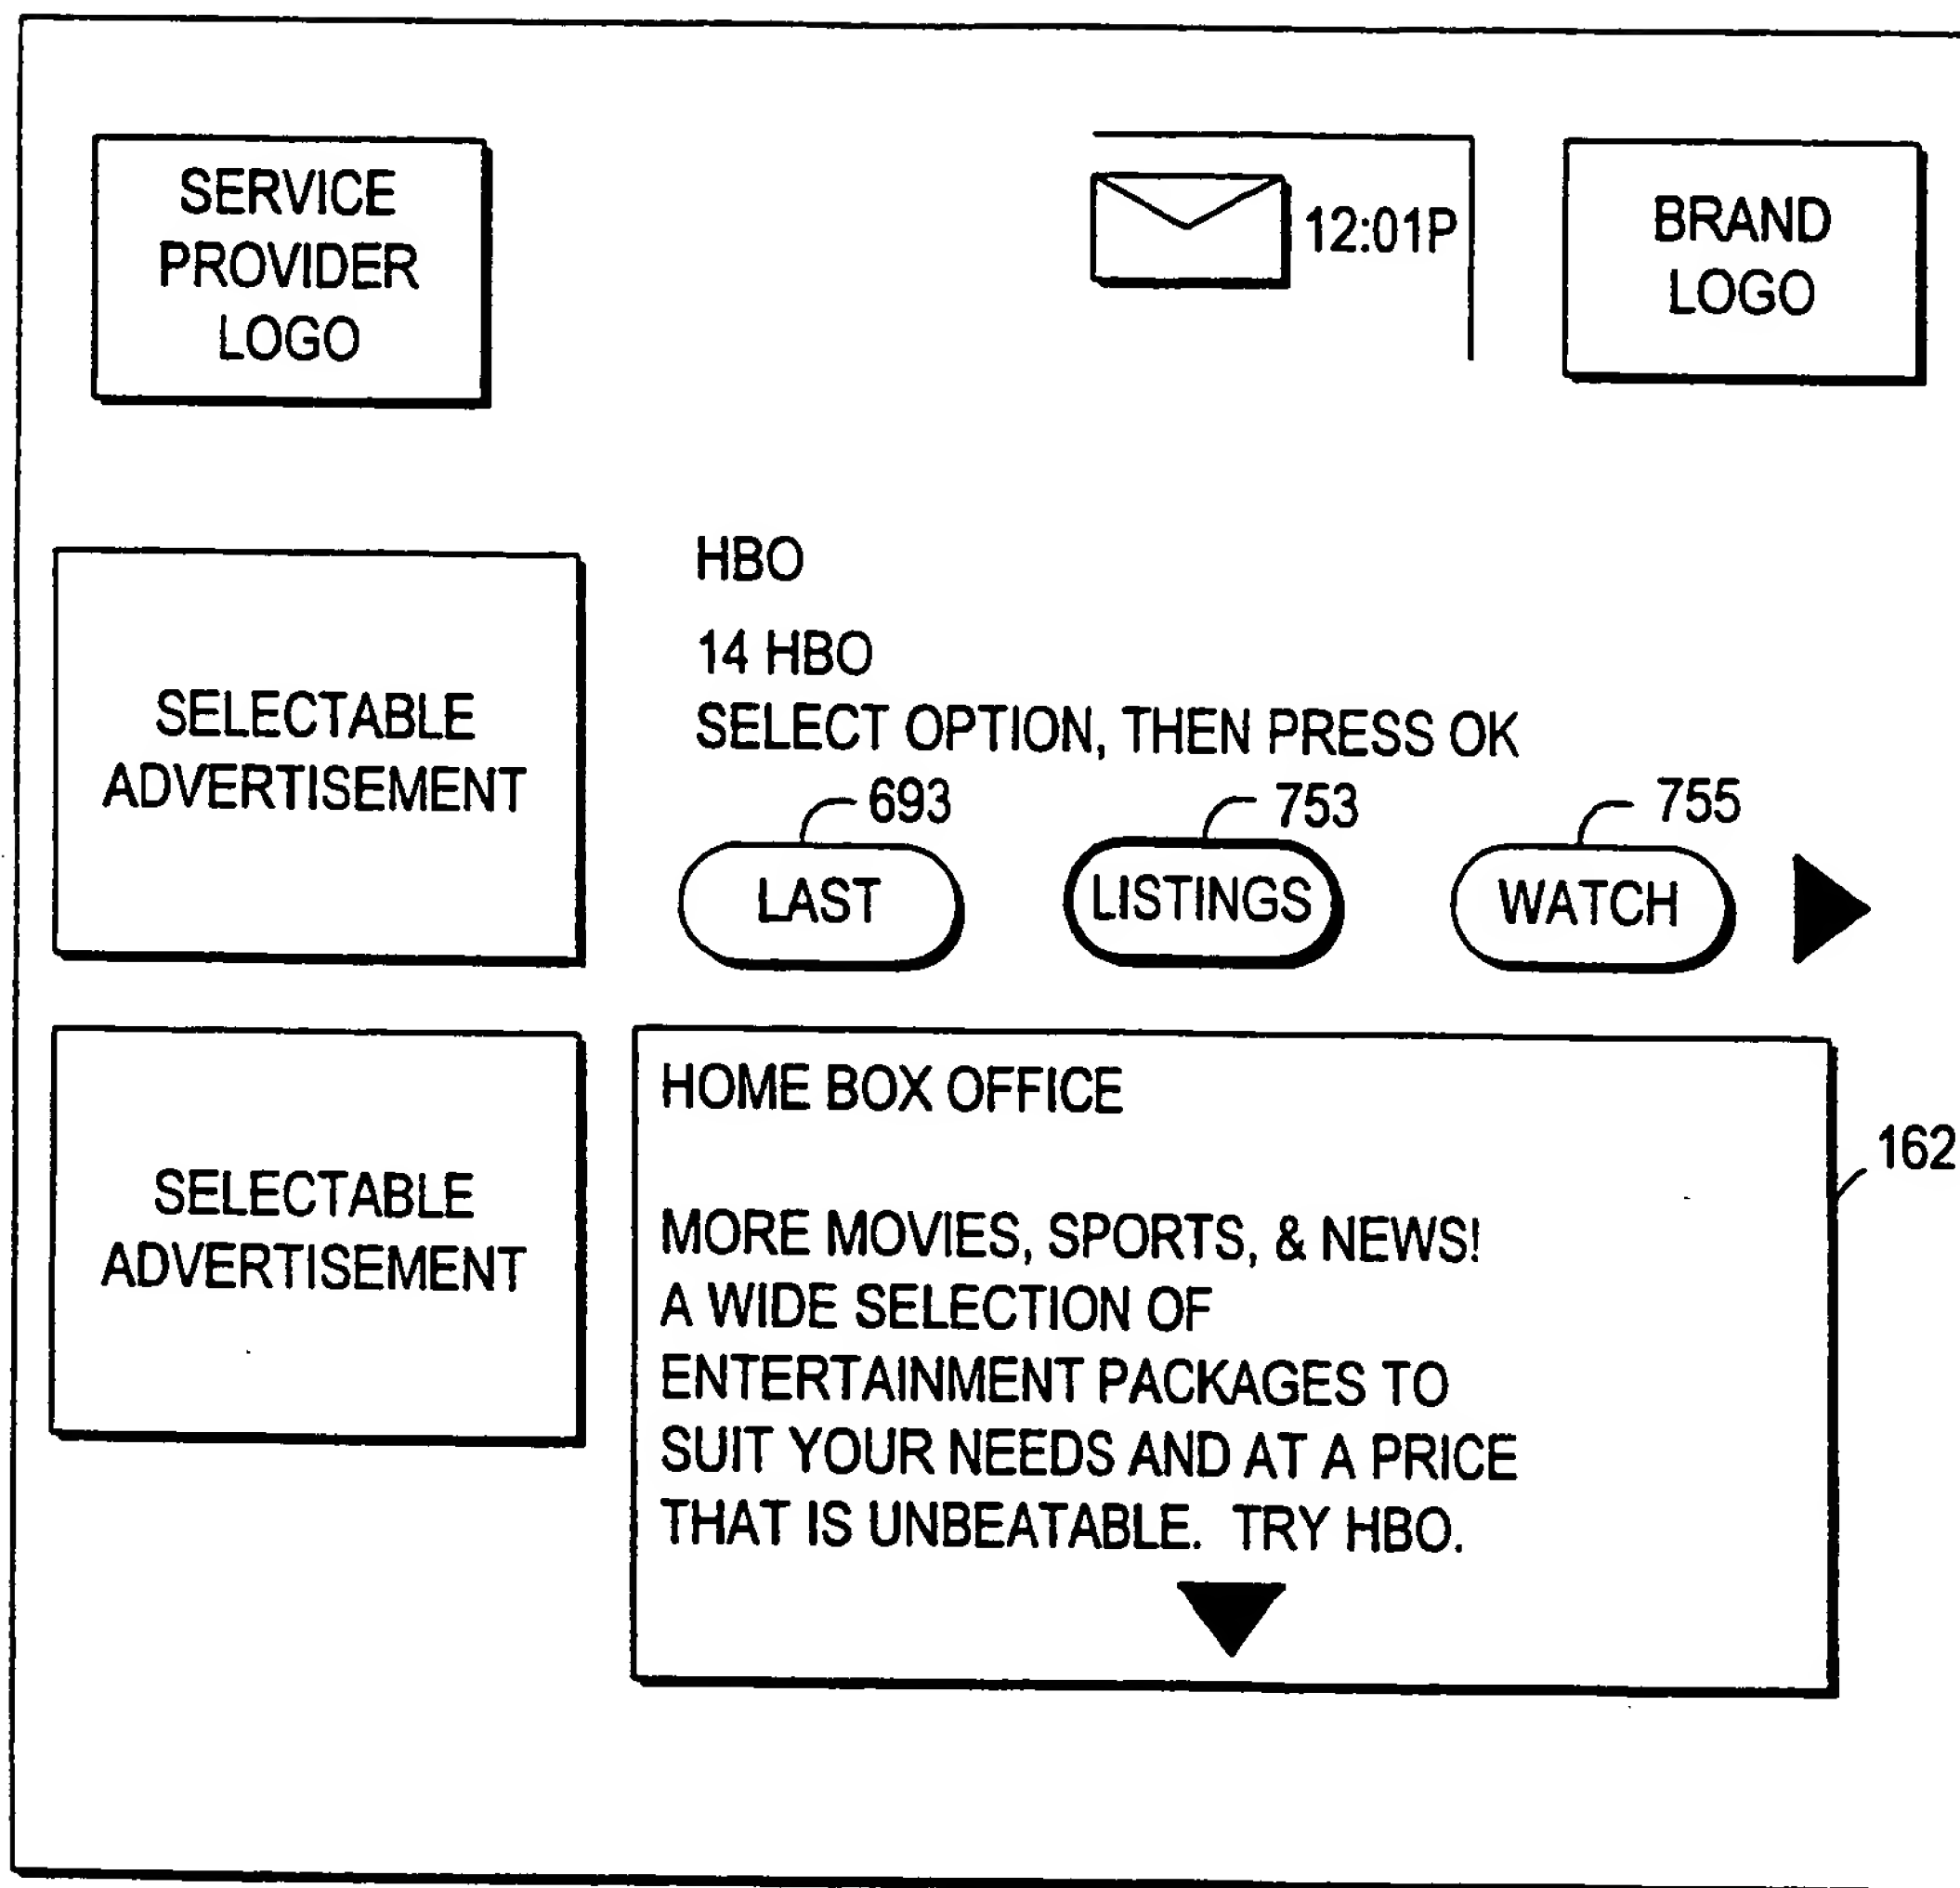 SERVICE
PROVIDER
LOGO
12:01P
BRAND
LOGO
SELECTABLE
ADVERTISEMENT
HBO
14 HBO
SELECT OPTION, THEN PRESS OK
693
753
755
LAST
LISTINGS
WATCH
SELECTABLE
ADVERTISEMENT
HOME BOX OFFICE
MORE MOVIES, SPORTS, & NEWS!
A WIDE SELECTION OF
ENTERTAINMENT PACKAGES TO
SUIT YOUR NEEDS AND AT A PRICE
THAT IS UNBEATABLE. TRY HBO.
162